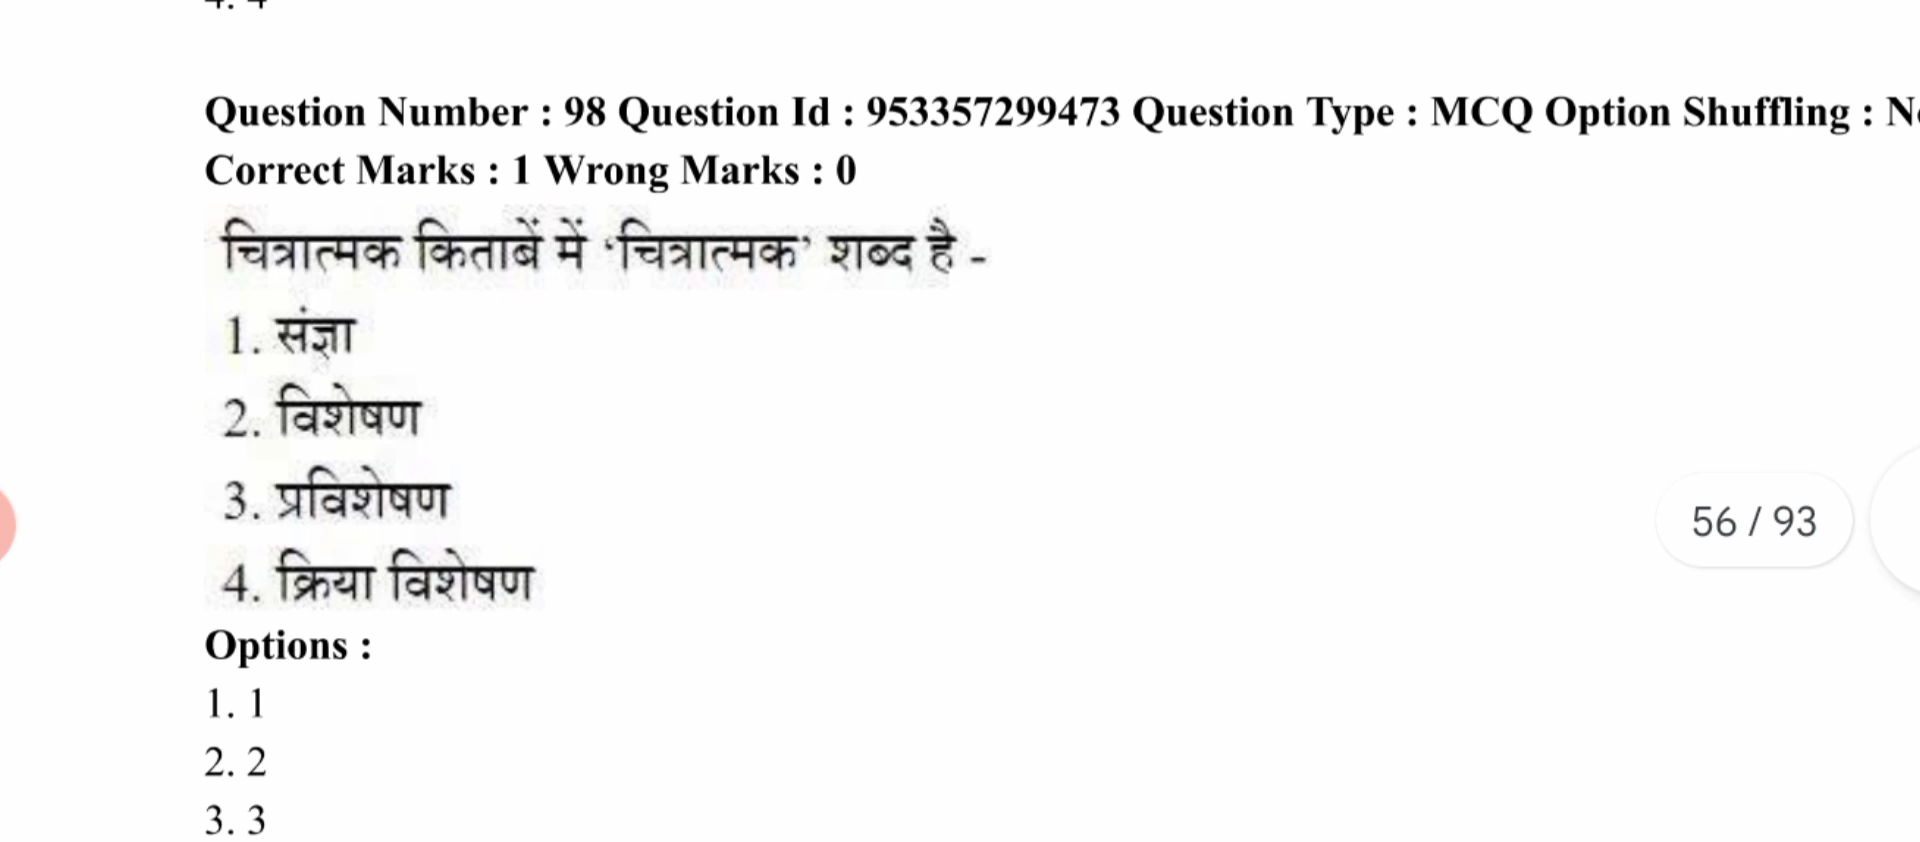 Question Number : 98 Question Id : 953357299473 Question Type : MCQ Option Shuffling :
Correct Marks : 1 Wrong Marks : 0
चित्रात्मक किताबें में ‘चित्रात्मक’ शब्द है -
1. संज्ञा
2. विशेषण
3. प्रविशेषण
4. क्रिया विशेषण
56 / 93
Options :
1. 1
2. 2
3. 3